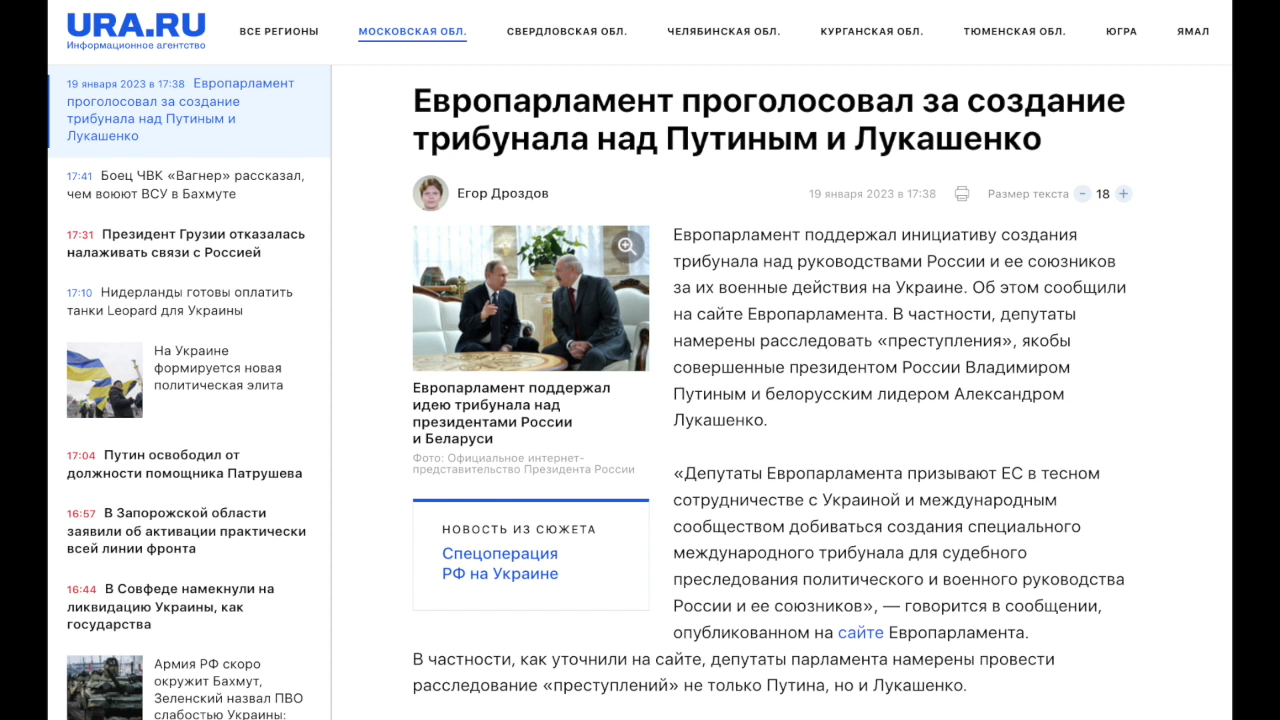 URA.RU
Информационное агентство
ВСЕ РЕГИОНЫ
МОСКОВСКАЯ ОБЛ.
СВЕРДЛОВСКАЯ ОБЛ.
ЧЕЛЯБИНСКАЯ ОБЛ.
КУРГАНСКАЯ ОБЛ.
ТЮМЕНСКАЯ ОБЛ.
ЮГРА
ЯМАЛ
19 января 2023 в 17:38 Европарламент
проголосовал за создание
трибунала над Путиным и
Лукашенко
17:41 Боец ЧВК «Вагнер» рассказал,
чем воюют ВСУ в Бахмуте
17:31 Президент Грузии отказалась
налаживать связи с Россией
17:10 Нидерланды готовы оплатить
танки Leopard для Украины
На Украине
формируется новая
политическая элита
17:04 Путин освободил от
должности помощника Патрушева
16:57 В Запорожской области
заявили об активации практически
всей линии фронта
16:44 В Совфеде намекнули на
ликвидацию Украины, как
государства
Армия РФ скоро
окружит Бахмут,
Зеленский назвал ПВО
слабостью Украины:
Европарламент проголосовал за создание
трибунала над Путиным и Лукашенко
Егор Дроздов
19 января 2023 в 17:38
Размер текста - 18 +
Европарламент поддержал
идею трибунала над
президентами России
и Беларуси
Фото: Официальное интернет-
представительство Президента России
НОВОСТЬ ИЗ СЮЖЕТА
Спецоперация
РФ на Украине
Европарламент поддержал инициативу создания
трибунала над руководствами России и ее союзников
за их военные действия на Украине. Об этом сообщили
на сайте Европарламента. В частности, депутаты
намерены расследовать «преступления», якобы
совершенные президентом России Владимиром
Путиным и белорусским лидером Александром
Лукашенко.
«Депутаты Европарламента призывают ЕС в тесном
сотрудничестве с Украиной и международным
сообществом добиваться создания специального
международного трибунала для судебного
преследования политического и военного руководства
России и ее союзников», — говорится в сообщении,
опубликованном на сайте Европарламента.
В частности, как уточнили на сайте, депутаты парламента намерены провести
расследование «преступлений» не только Путина, но и Лукашенко.